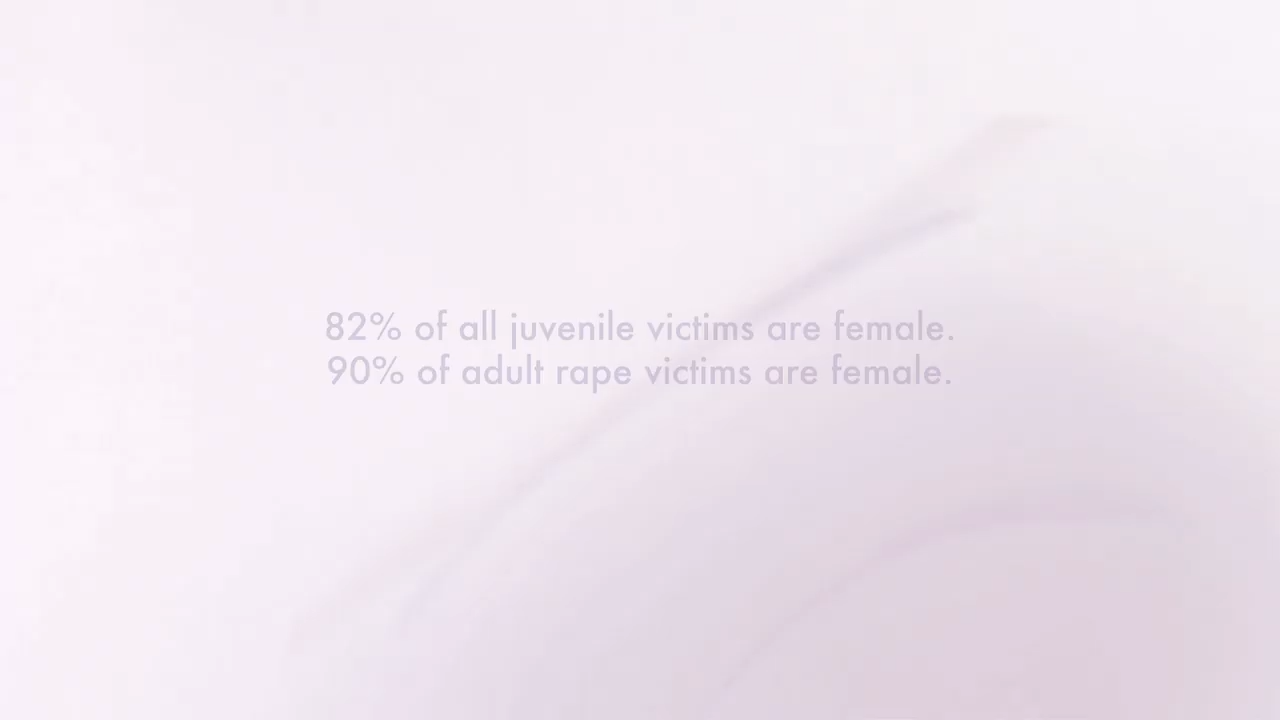 82% of all juvenile victims are female.
90% of adult rape victims are female.